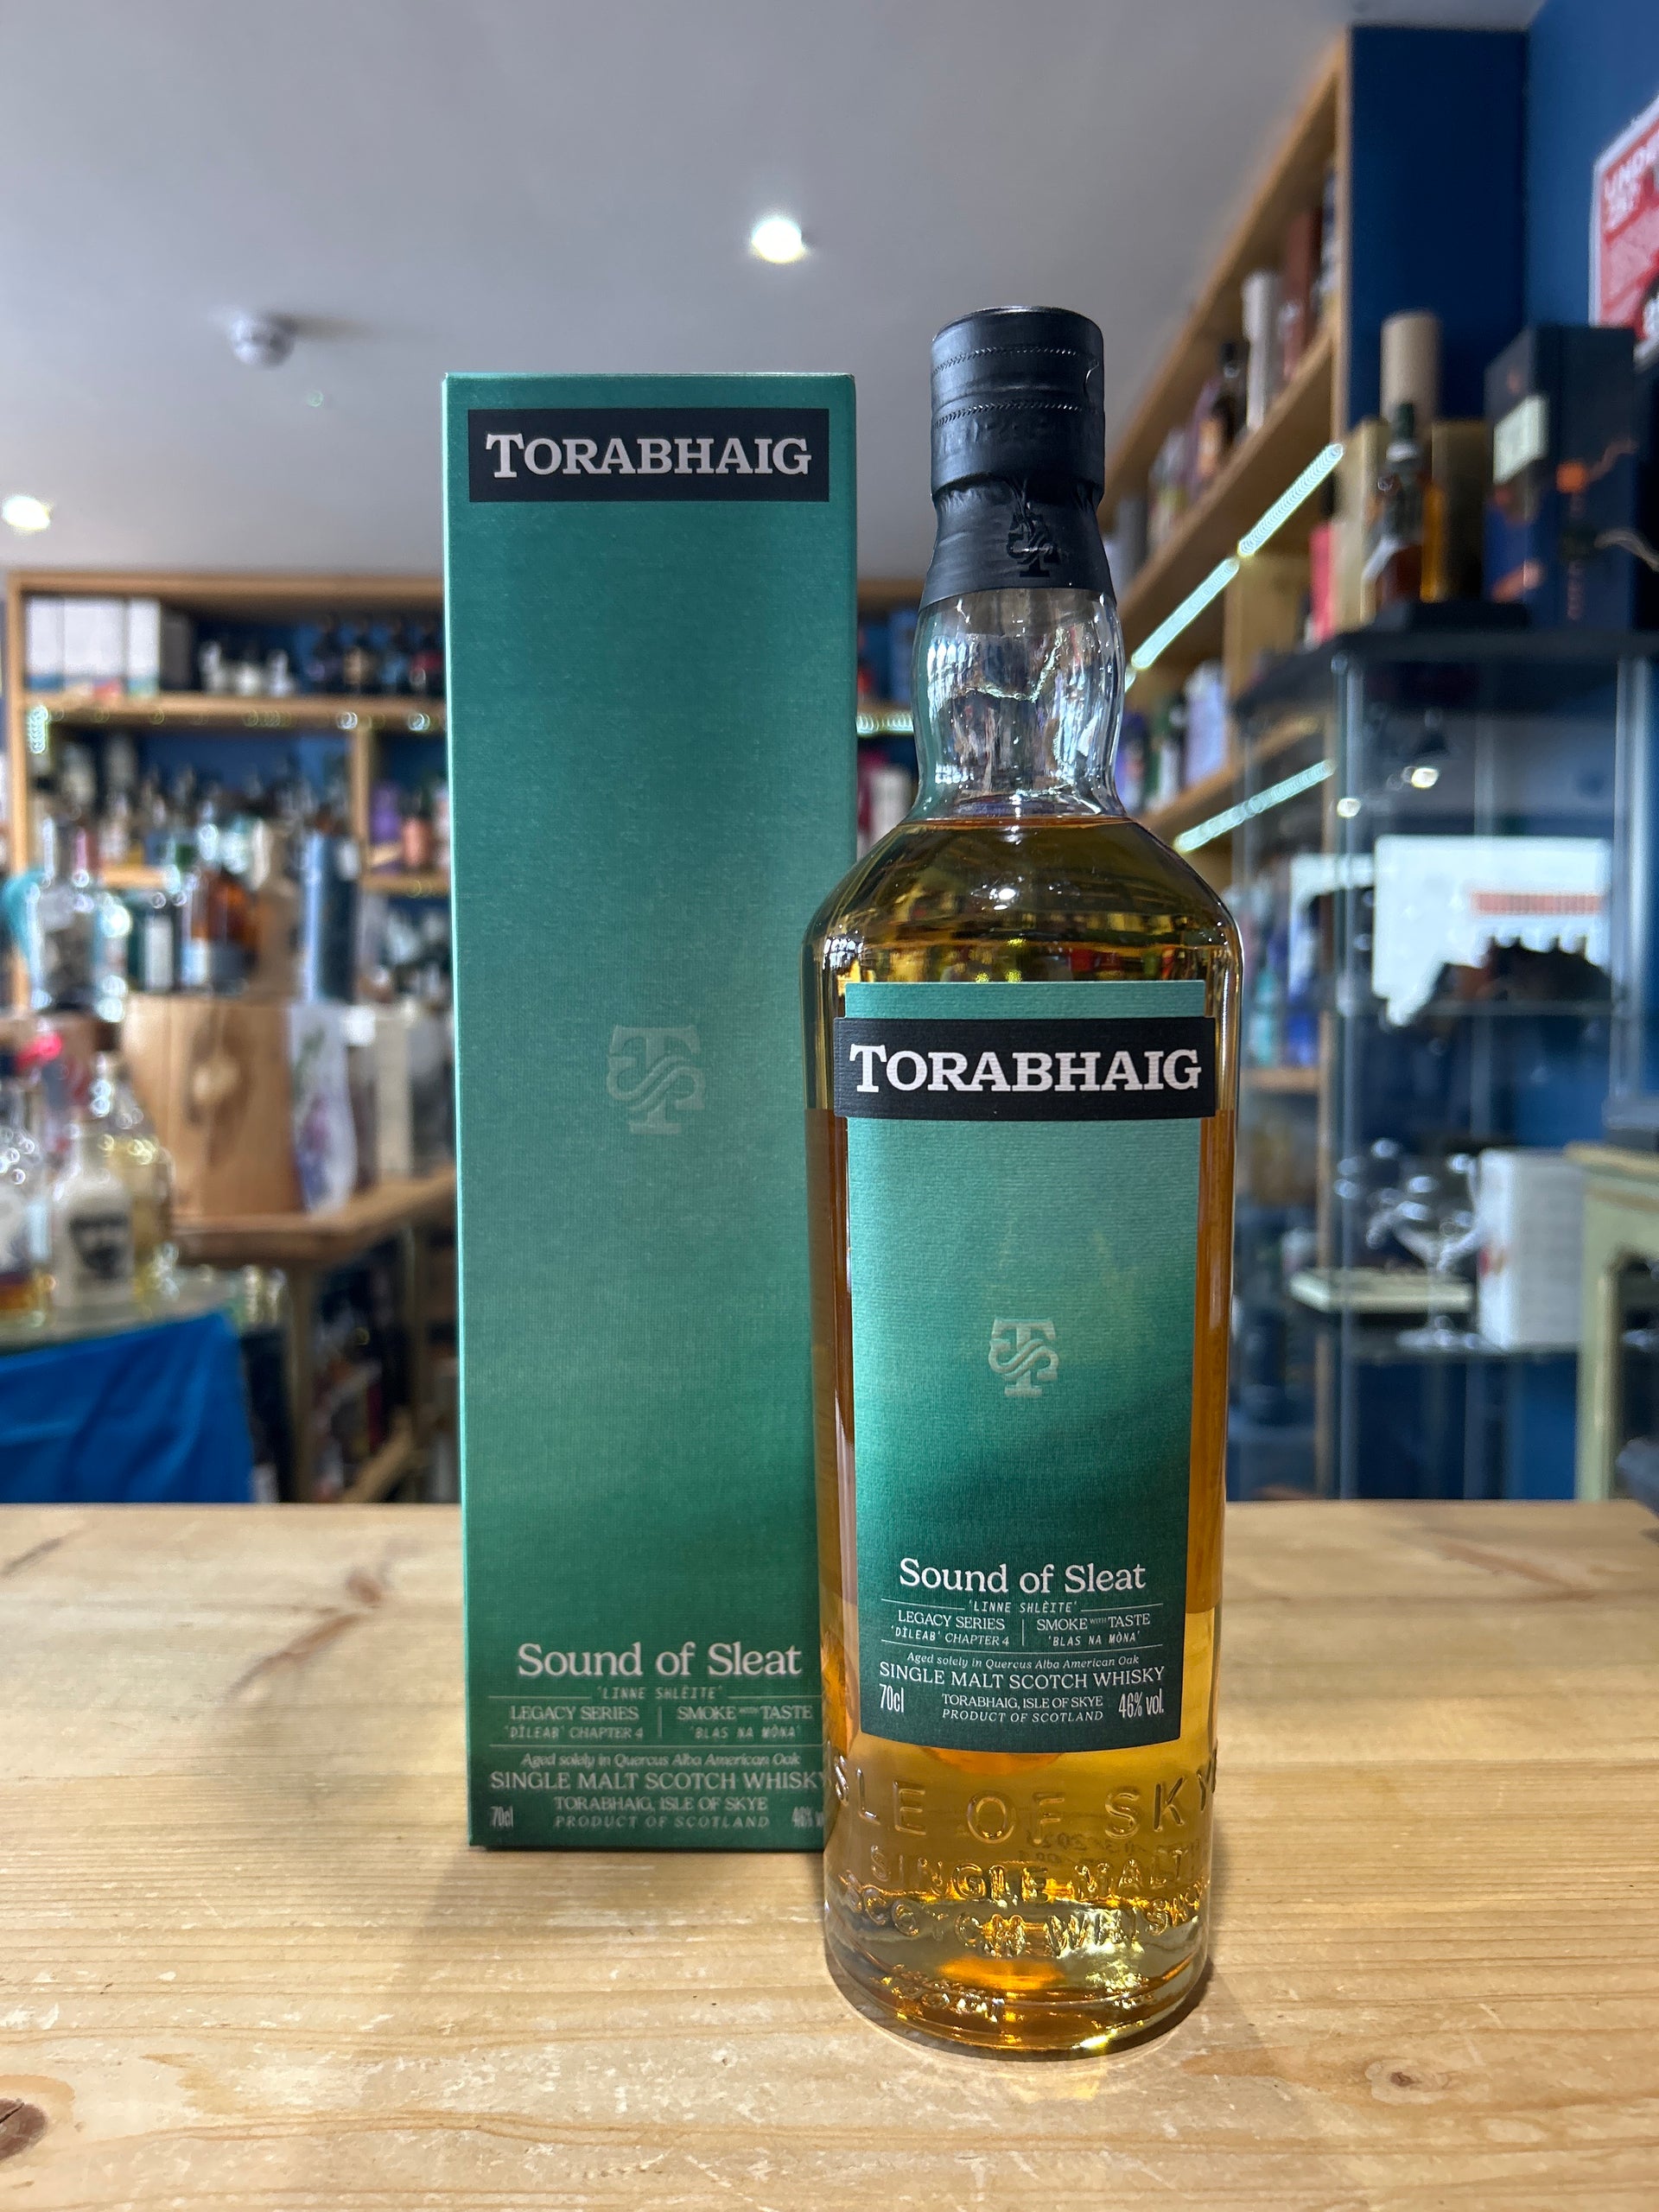 TORABHAIG
Sound of Sleat
'LINNE SHLÈITE'
LEGACY SERIES
'DÌLEAB' CHAPTER 4
SMOKE WITH TASTE
'BLAS NA MÒNA'
Aged solely in Quercus Alba American Oak
SINGLE MALT SCOTCH WHISKY
TORABHAIG, ISLE OF SKYE
70cl
PRODUCT OF SCOTLAND
46%
TORABHAIG
Sound of Sleat
'LINNE SHLÈITE'
LEGACY SERIES
'DÌLEAB' CHAPTER 4
SMOKE WITH TASTE
'BLAS NA MÒNA'
Aged solely in Quercus Alba American Oak
SINGLE MALT SCOTCH WHISKY
70cl
TORABHAIG, ISLE OF SKYE
PRODUCT OF SCOTLAND
46% vol.
ISLE OF SKYE
SINGLE MALT
SCOTCH WHISKY